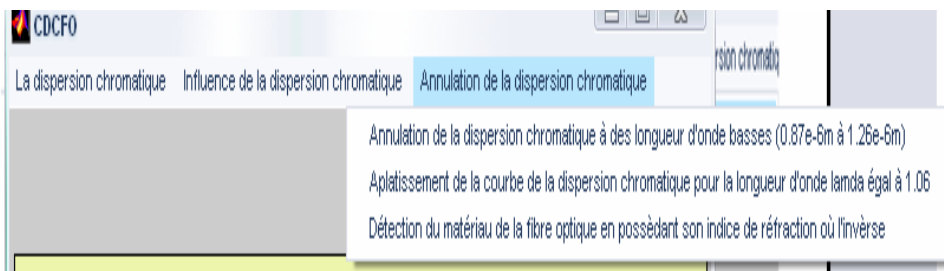 CDCFO
La dispersion chromatique Influence de la dispersion chromatique Annulation de la dispersion chromatique
Annulation de la dispersion chromatique à des longueur d'onde basses (0.87e-6m à 1.26e-6m)
Aplatissement de la courbe de la dispersion chromatique pour la longueur d'onde lamda égal à 1.06
Détection du matériau de la fibre optique en possèdant son indice de réfraction où l'invèrse